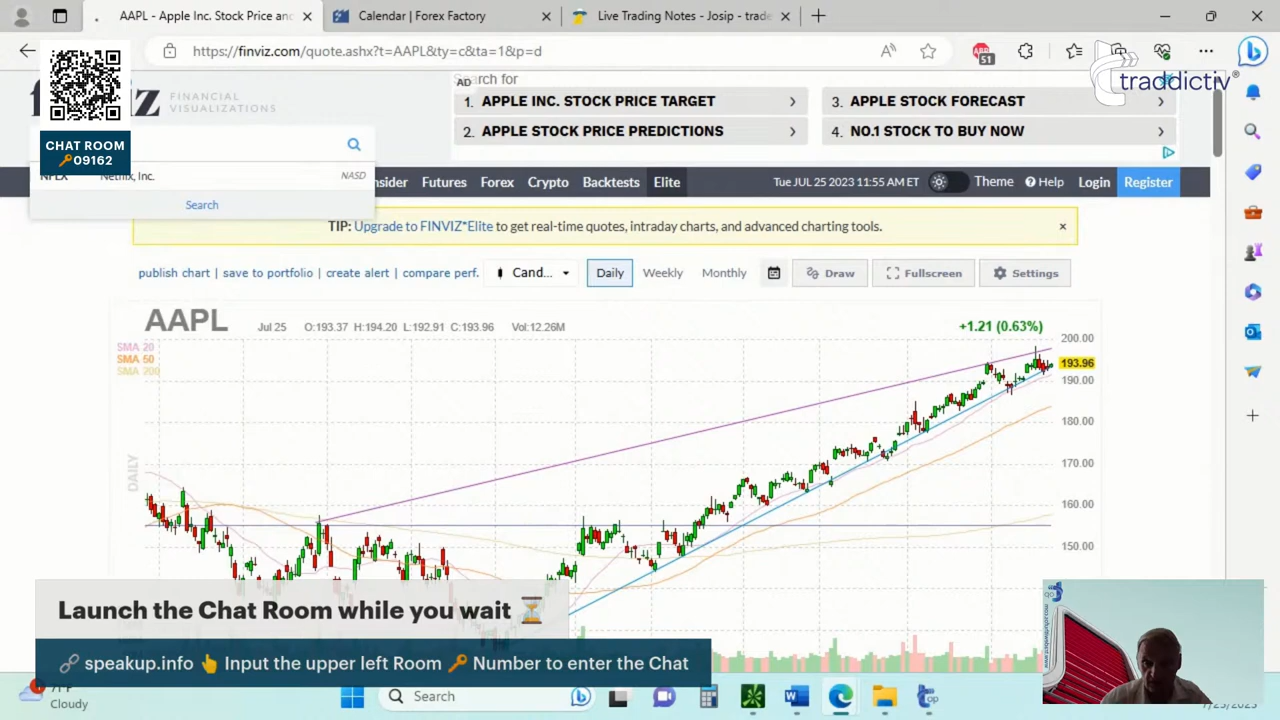 AAPL - Apple Inc. Stock Price and
Calendar | Forex Factory
Live Trading Notes - Josip - trade
https://finviz.com/quote.ashx?t=AAPL&ty=c&ta=1&p=d
51
traddictiv®
FINANCIAL
VISUALIZATIONS
AD
Search for
1. APPLE INC. STOCK PRICE TARGET
2. APPLE STOCK PRICE PREDICTIONS
3. APPLE STOCK FORECAST
4. NO.1 STOCK TO BUY NOW
CHAT ROOM
09162
NFLX Netflix, Inc. NASD
Search
Insider Futures Forex Crypto Backtests Elite
Tue JUL 25 2023 11:55 AM ET Theme Help Login Register
TIP: Upgrade to FINVIZ*Elite to get real-time quotes, intraday charts, and advanced charting tools. ×
publish chart | save to portfolio | create alert | compare perf.
Cand... Daily Weekly Monthly Draw Fullscreen Settings
AAPL Jul 25 O:193.37 H:194.20 L:192.91 C:193.96 Vol:12.26M +1.21 (0.63%)
SMA 20
SMA 50
SMA 200
DAILY
200.00
193.96
190.00
180.00
170.00
160.00
150.00
Launch the Chat Room while you wait ⏳
🔗 speakup.info 👆 Input the upper left Room 🔑 Number to enter the Chat
Cloudy
Search